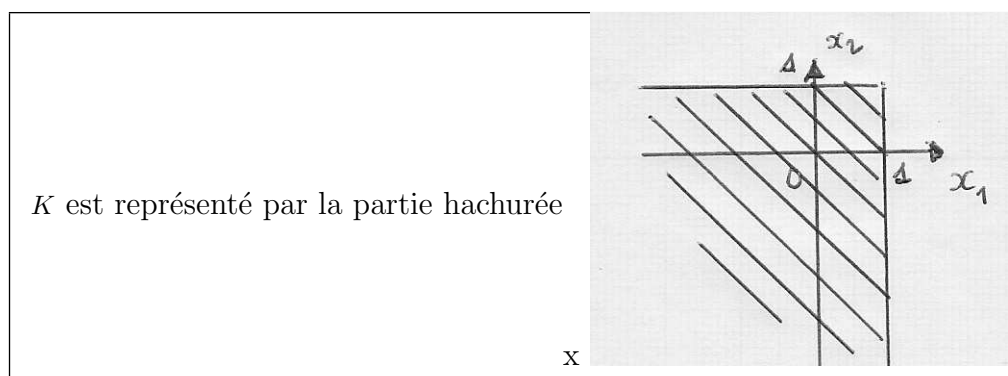 K est représenté par la partie hachurée
x
1 x₂
0 1 x₁